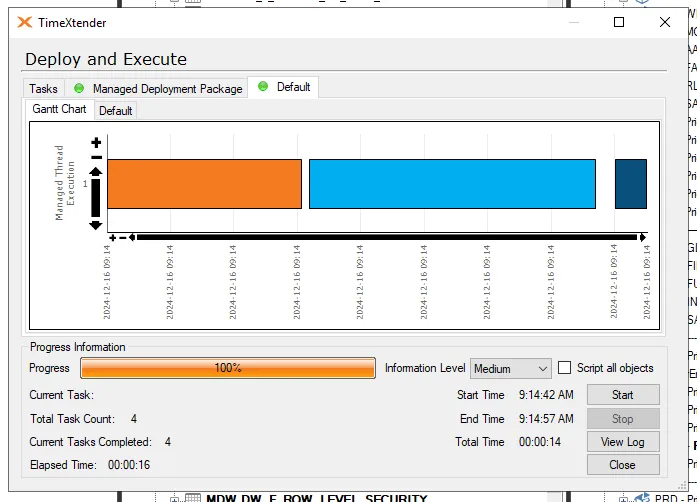 TimeXtender
Deploy and Execute
Tasks Managed Deployment Package Default
Gantt Chart Default
Managed Thread
Execution
1
2024-12-16 09:14
2024-12-16 09:14
2024-12-16 09:14
2024-12-16 09:14
2024-12-16 09:14
2024-12-16 09:14
2024-12-16 09:14
2024-12-16 09:14
2024-12-16 09:14
2024-12-16 09:14
Progress Information
Progress 100% Information Level Medium Script all objects
Current Task: Start Time 9:14:42 AM Start
Total Task Count: 4 End Time 9:14:57 AM Stop
Current Tasks Completed: 4 Total Time 00:00:14 View Log
Elapsed Time: 00:00:16 Close
MDW_DW_F_ROW_LEVEL_SECURITY